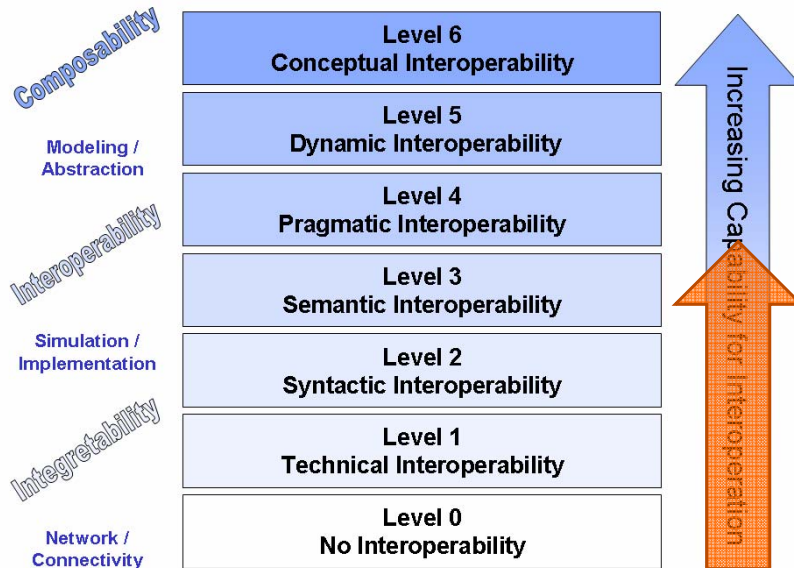 Composability
Modeling /
Abstraction
Interoperability
Simulation /
Implementation
Integretability
Network /
Connectivity
Level 6
Conceptual Interoperability
Level 5
Dynamic Interoperability
Level 4
Pragmatic Interoperability
Level 3
Semantic Interoperability
Level 2
Syntactic Interoperability
Level 1
Technical Interoperability
Level 0
No Interoperability
Increasing Capability for Interoperation